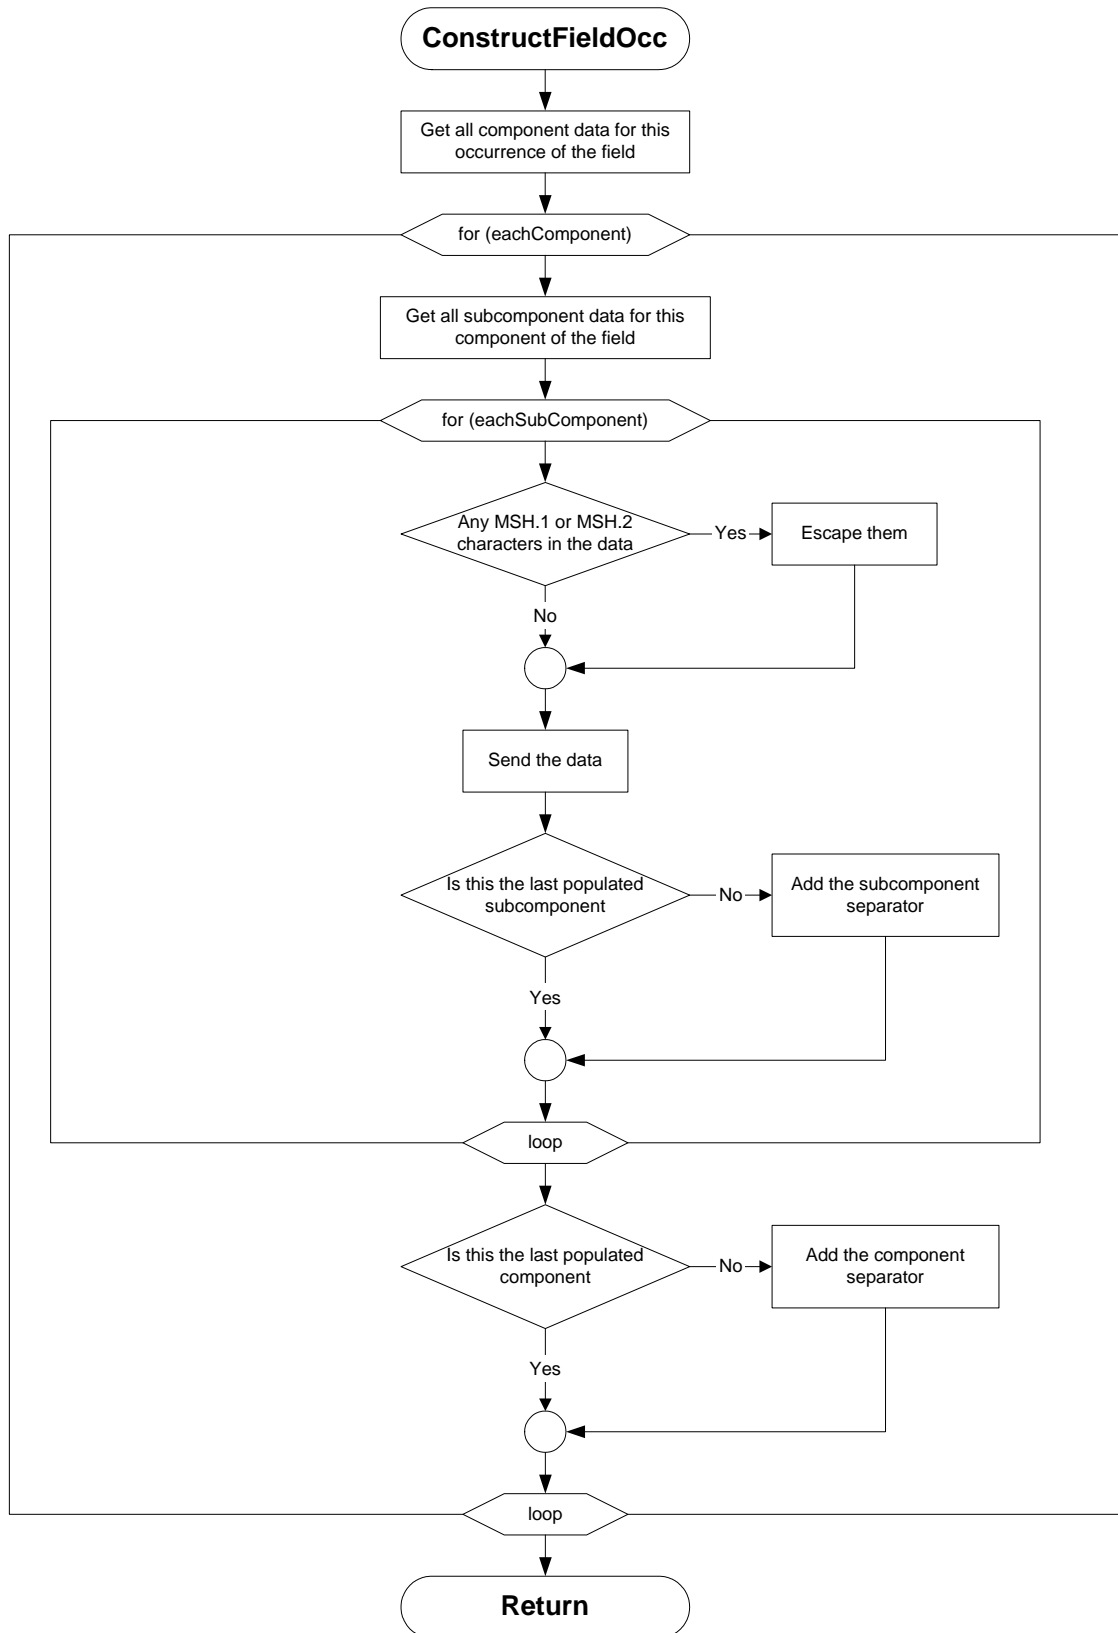 ConstructFieldOcc
Get all component data for this
occurrence of the field
for (eachComponent)
Get all subcomponent data for this
component of the field
for (eachSubComponent)
Any MSH.1 or MSH.2
characters in the data
Yes
Escape them
No
Send the data
Is this the last populated
subcomponent
No
Add the subcomponent
separator
Yes
loop
Is this the last populated
component
No
Add the component
separator
Yes
loop
Return